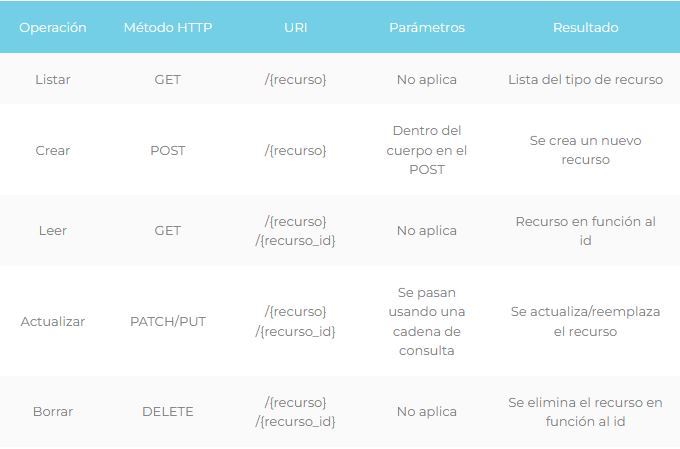 Operación Método HTTP URI Parámetros Resultado
Listar GET /{recurso} No aplica Lista del tipo de recurso
Crear POST /{recurso} Dentro del
cuerpo en el
POST Se crea un nuevo
recurso
Leer GET /{recurso}
/{recurso_id} No aplica Recurso en función al
id
Actualizar PATCH/PUT /{recurso}
/{recurso_id} Se pasan
usando una
cadena de
consulta Se actualiza/reemplaza
el recurso
Borrar DELETE /{recurso}
/{recurso_id} No aplica Se elimina el recurso en
función al id